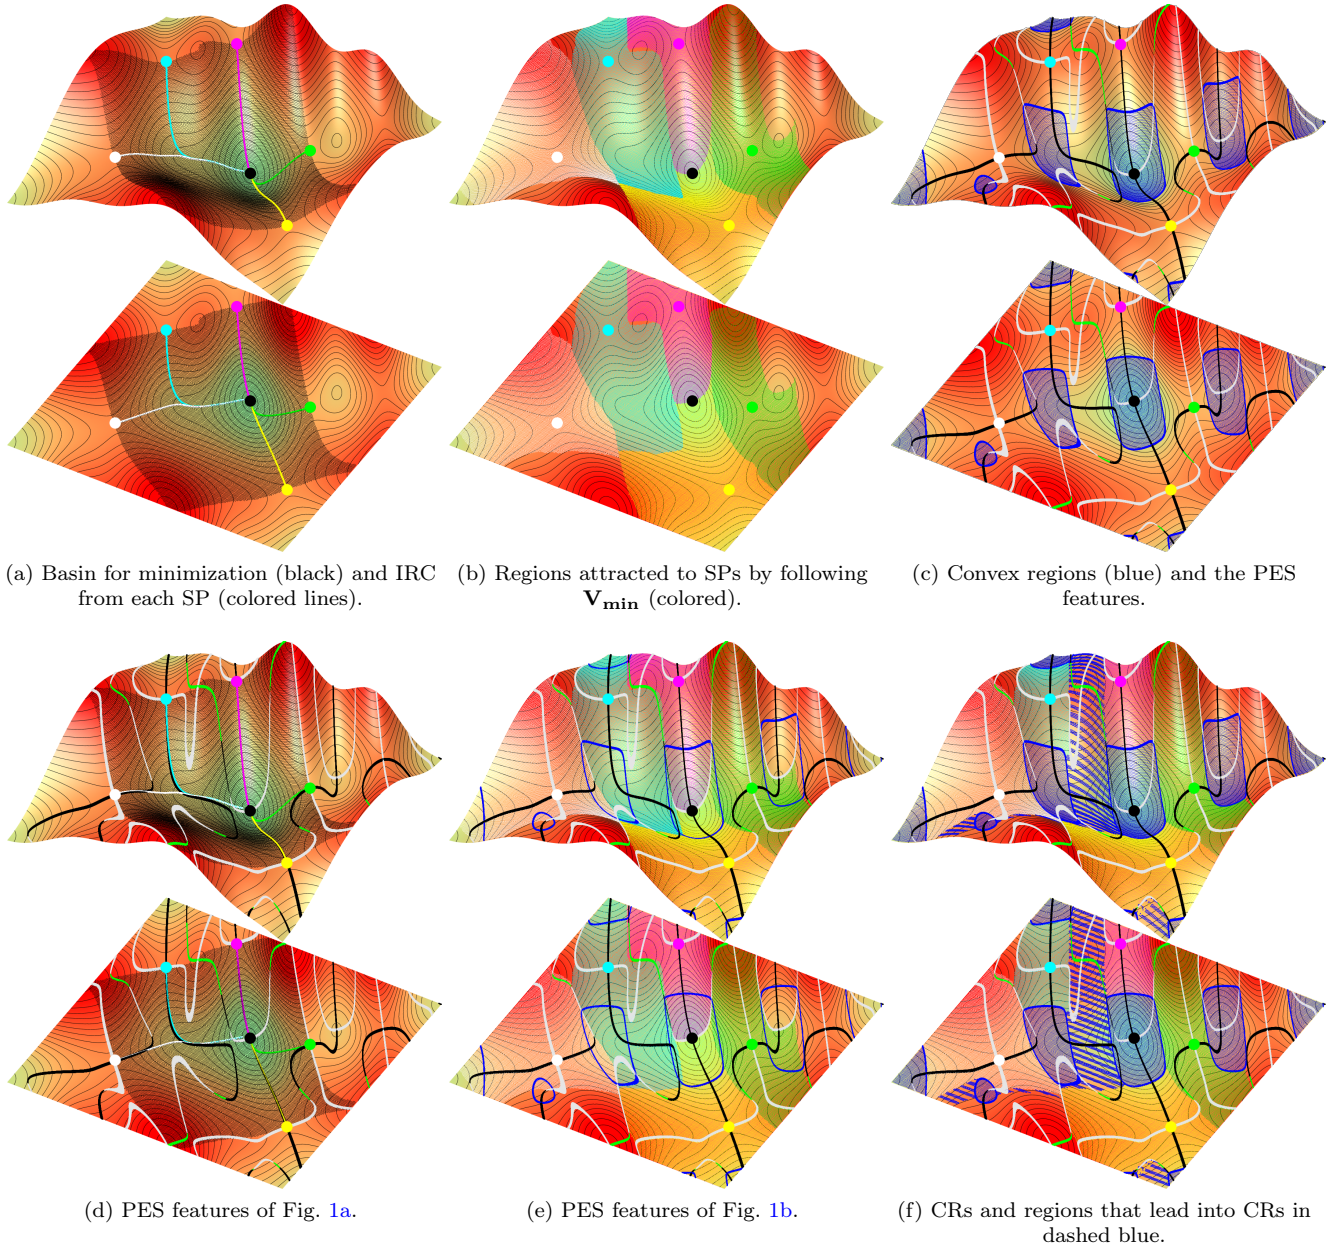 (a) Basin for minimization (black) and IRC
from each SP (colored lines).
(b) Regions attracted to SPs by following
V_min (colored).
(c) Convex regions (blue) and the PES
features.
(d) PES features of Fig. 1a.
(e) PES features of Fig. 1b.
(f) CRs and regions that lead into CRs in
dashed blue.